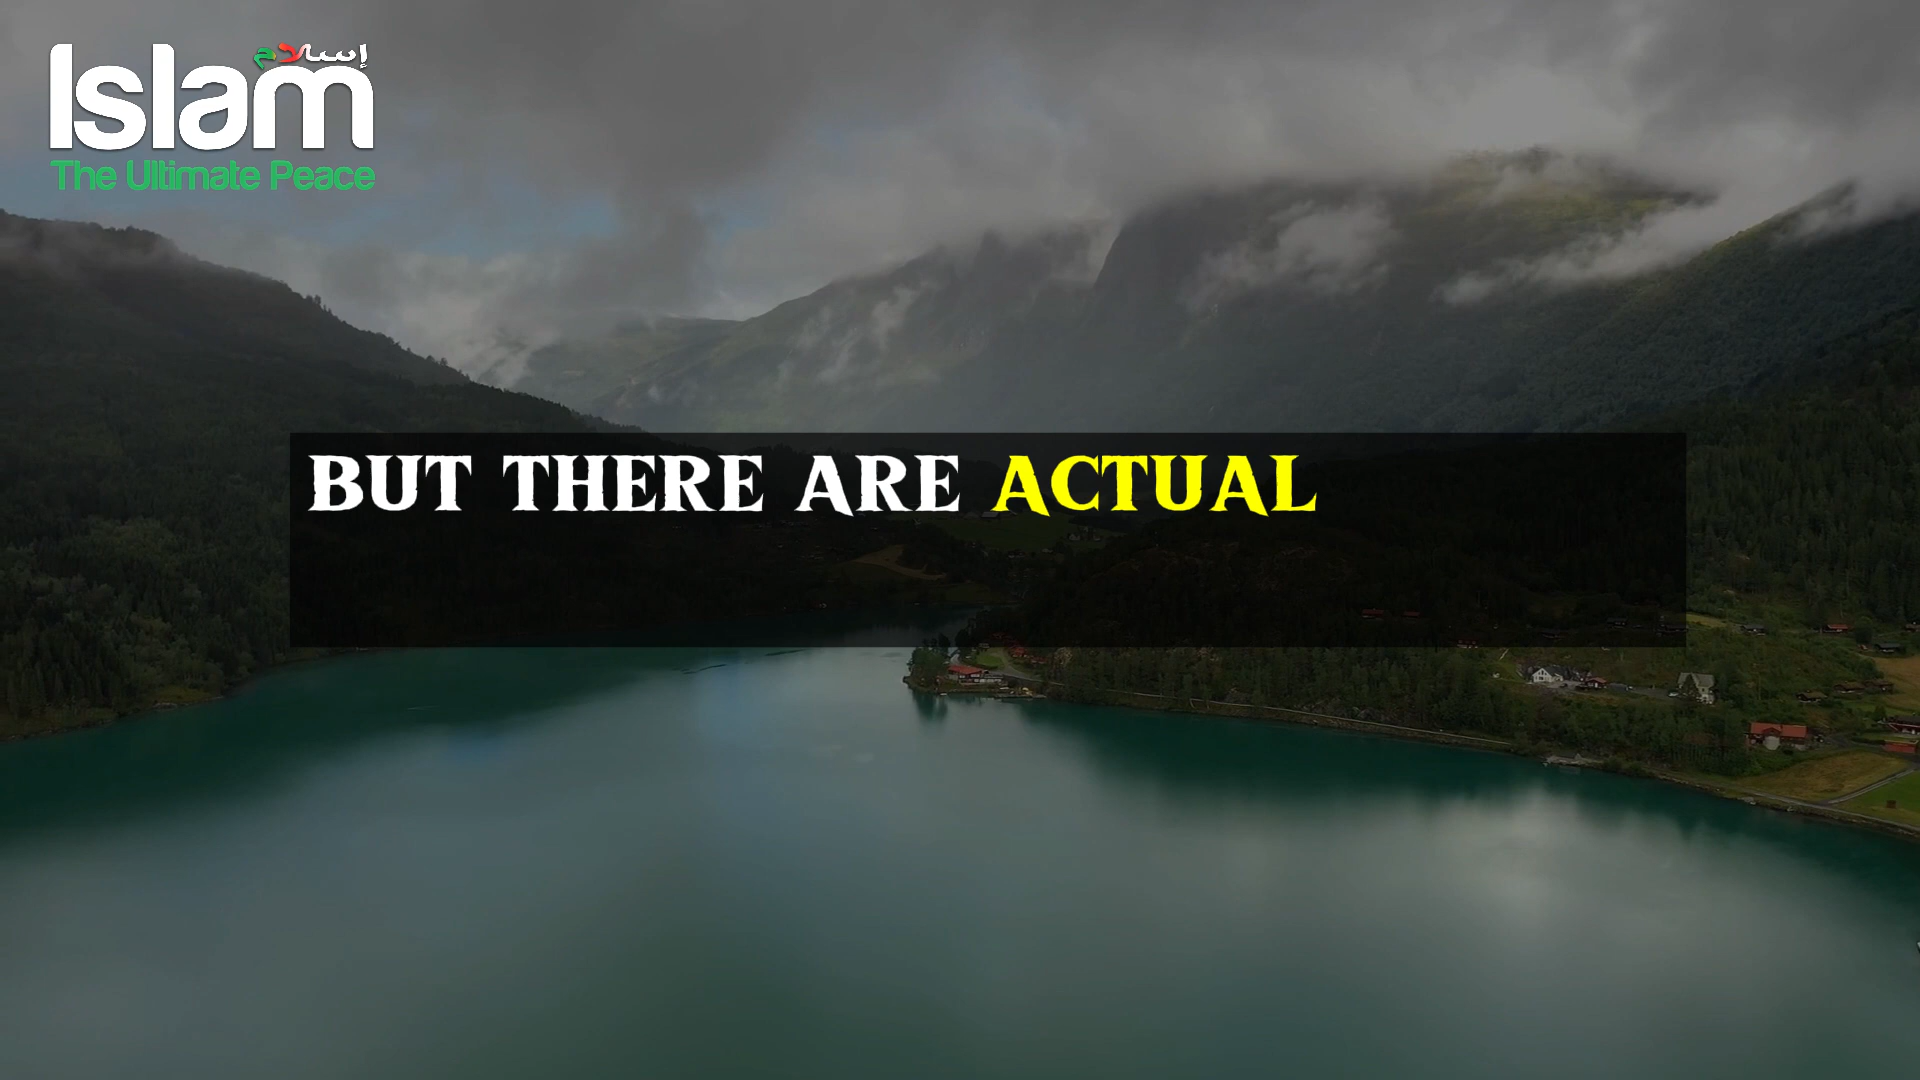 إسلام
Islam
The Ultimate Peace
BUT THERE ARE ACTUAL